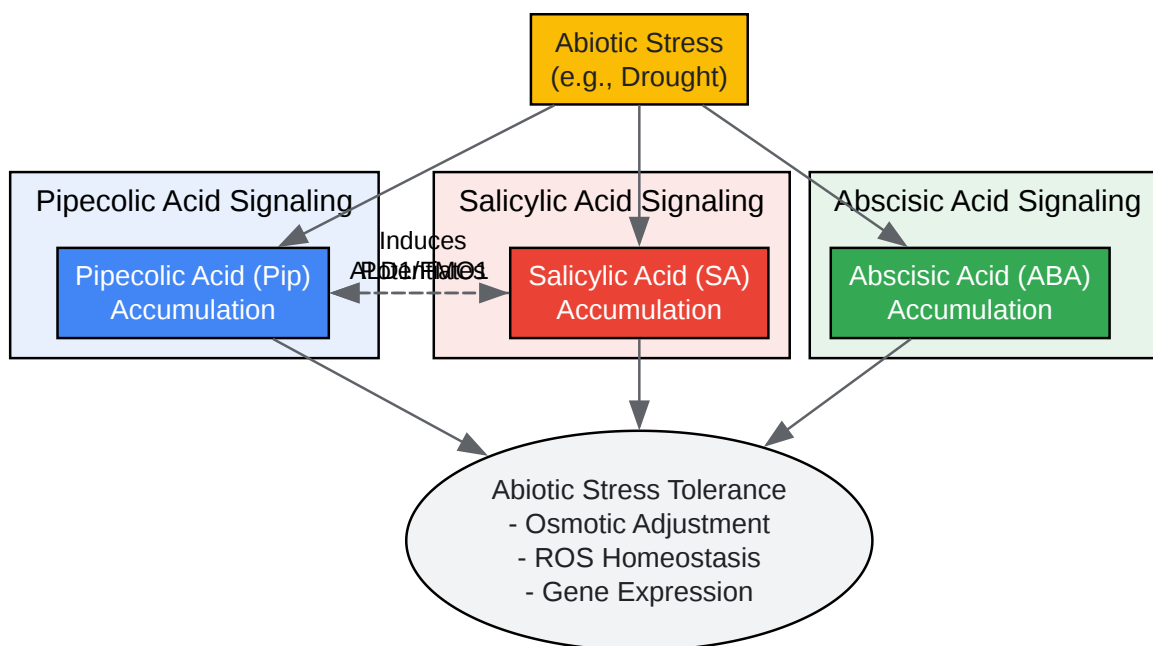 Abiotic Stress
(e.g., Drought)
Pipecolic Acid Signaling
Salicylic Acid Signaling
Abscisic Acid Signaling
Induces
Pipecolic Acid (Pip)
Accumulation
Salicylic Acid (SA)
Accumulation
Abscisic Acid (ABA)
Accumulation
Abiotic Stress Tolerance
- Osmotic Adjustment
- ROS Homeostasis
- Gene Expression